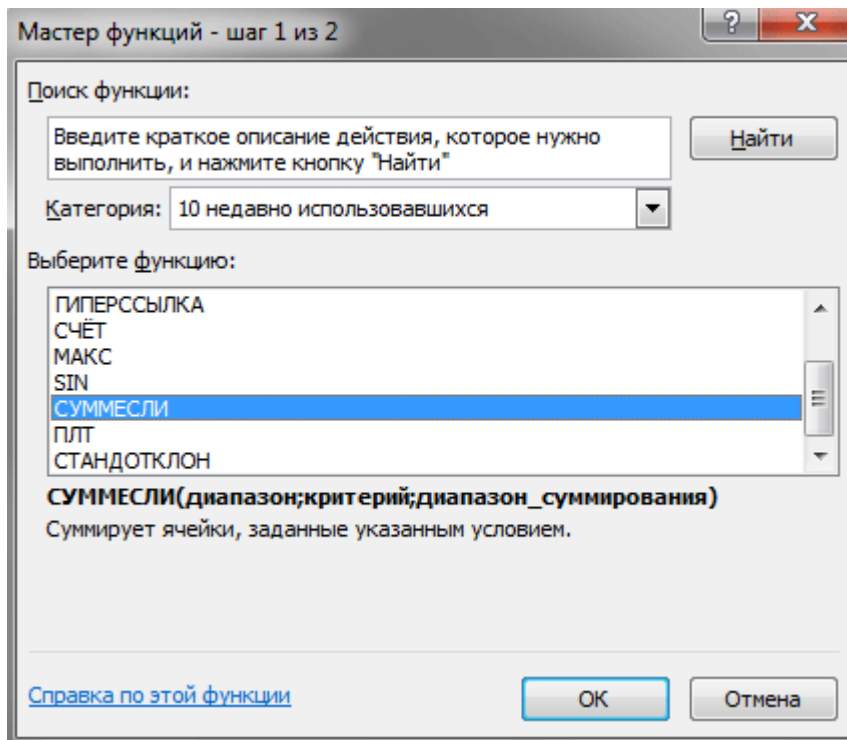 Мастер функций - шаг 1 из 2
?
Поиск функции:
Введите краткое описание действия, которое нужно
выполнить, и нажмите кнопку "Найти"
Найти
Категория: 10 недавно использовавшихся
Выберите функцию:
ГИПЕРССЫЛКА
СЧЁТ
МАКС
SIN
СУММЕСЛИ
ПЛТ
СТАНДОТКЛОН
СУММЕСЛИ(диапазон;критерий;диапазон_суммирования)
Суммирует ячейки, заданные указанным условием.
Справка по этой функции
ОК
Отмена